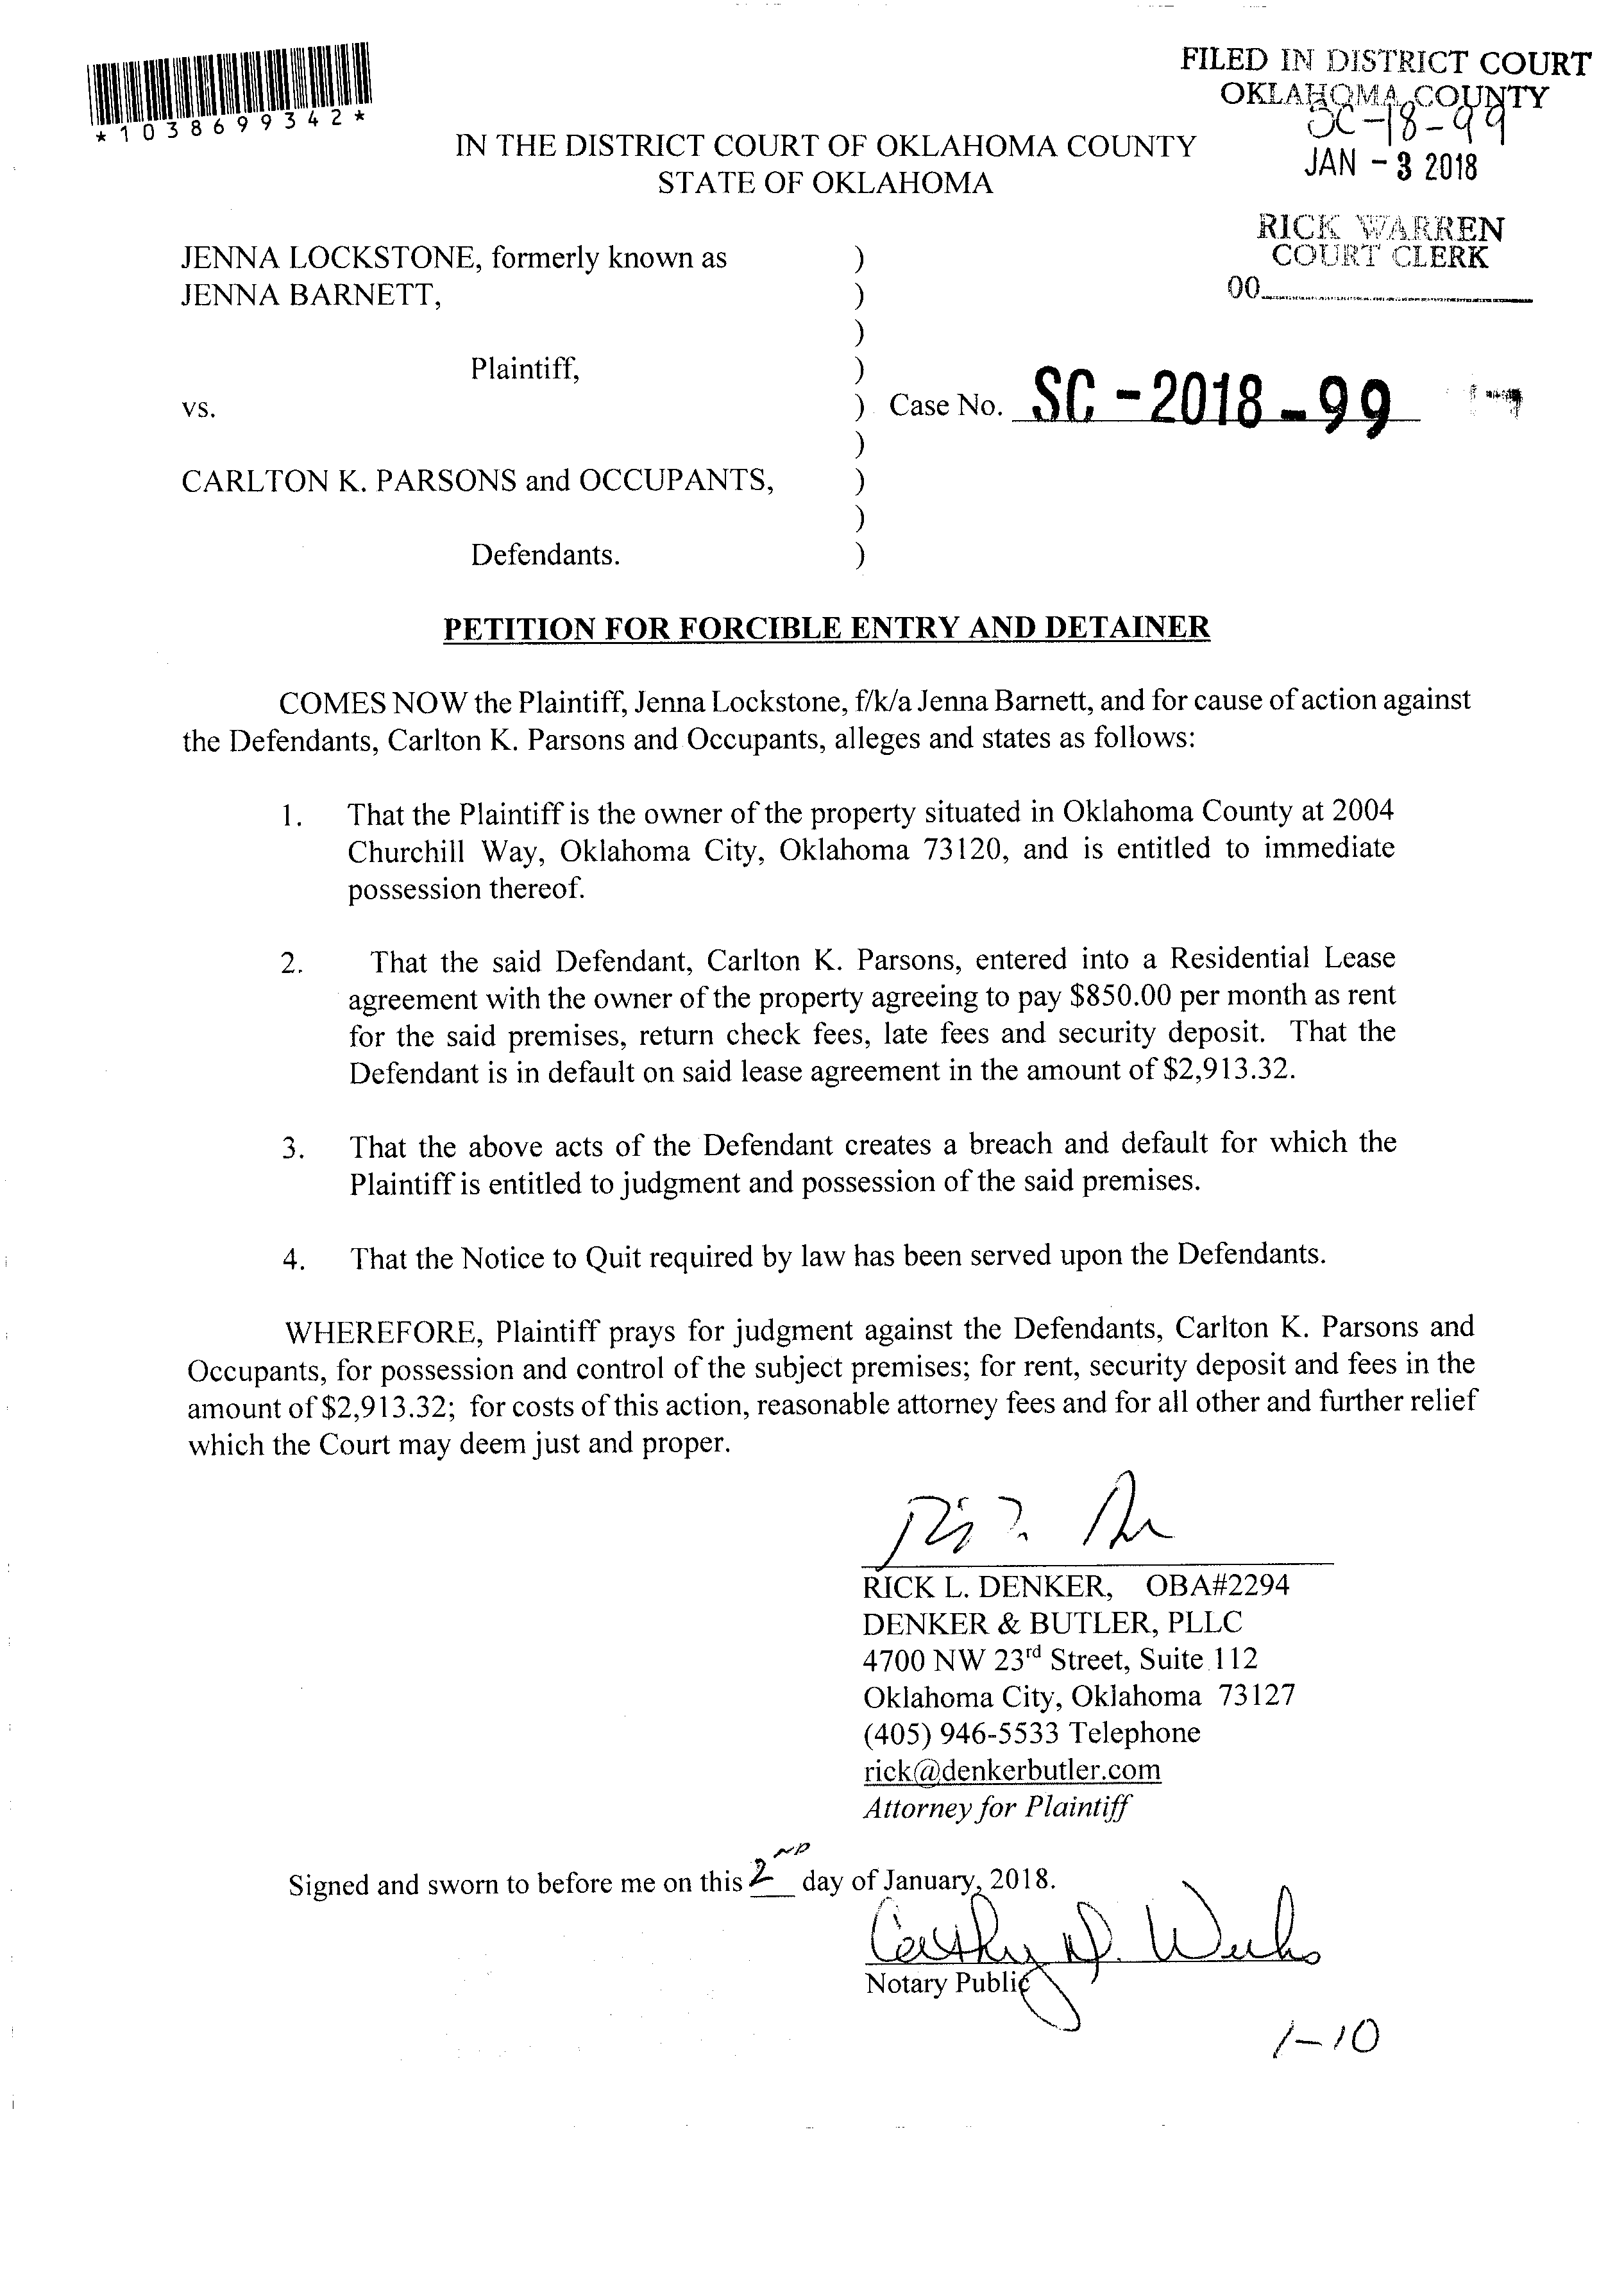 *1038699342*
FILED IN DISTRICT COURT
OKLAHOMA COUNTY
SC-18-99
JAN - 3 2018
RICK WARREN
COURT CLERK
00
IN THE DISTRICT COURT OF OKLAHOMA COUNTY
STATE OF OKLAHOMA
JENNA LOCKSTONE, formerly known as )
JENNA BARNETT, )
)
Plaintiff, )
vs. ) Case No. SC-2018-99
)
CARLTON K. PARSONS and OCCUPANTS, )
)
Defendants. )
PETITION FOR FORCIBLE ENTRY AND DETAINER
COMES NOW the Plaintiff, Jenna Lockstone, f/k/a Jenna Barnett, and for cause of action against
the Defendants, Carlton K. Parsons and Occupants, alleges and states as follows:
1. That the Plaintiff is the owner of the property situated in Oklahoma County at 2004
Churchill Way, Oklahoma City, Oklahoma 73120, and is entitled to immediate
possession thereof.
2. That the said Defendant, Carlton K. Parsons, entered into a Residential Lease
agreement with the owner of the property agreeing to pay $850.00 per month as rent
for the said premises, return check fees, late fees and security deposit. That the
Defendant is in default on said lease agreement in the amount of $2,913.32.
3. That the above acts of the Defendant creates a breach and default for which the
Plaintiff is entitled to judgment and possession of the said premises.
4. That the Notice to Quit required by law has been served upon the Defendants.
WHEREFORE, Plaintiff prays for judgment against the Defendants, Carlton K. Parsons and
Occupants, for possession and control of the subject premises; for rent, security deposit and fees in the
amount of $2,913.32; for costs of this action, reasonable attorney fees and for all other and further relief
which the Court may deem just and proper.
RICK L. DENKER, OBA#2294
DENKER & BUTLER, PLLC
4700 NW 23rd Street, Suite 112
Oklahoma City, Oklahoma 73127
(405) 946-5533 Telephone
rick@denkerbutler.com
Attorney for Plaintiff
Signed and sworn to before me on this 2ND day of January, 2018.
Cathy D. Weeks
Notary Public
1-10